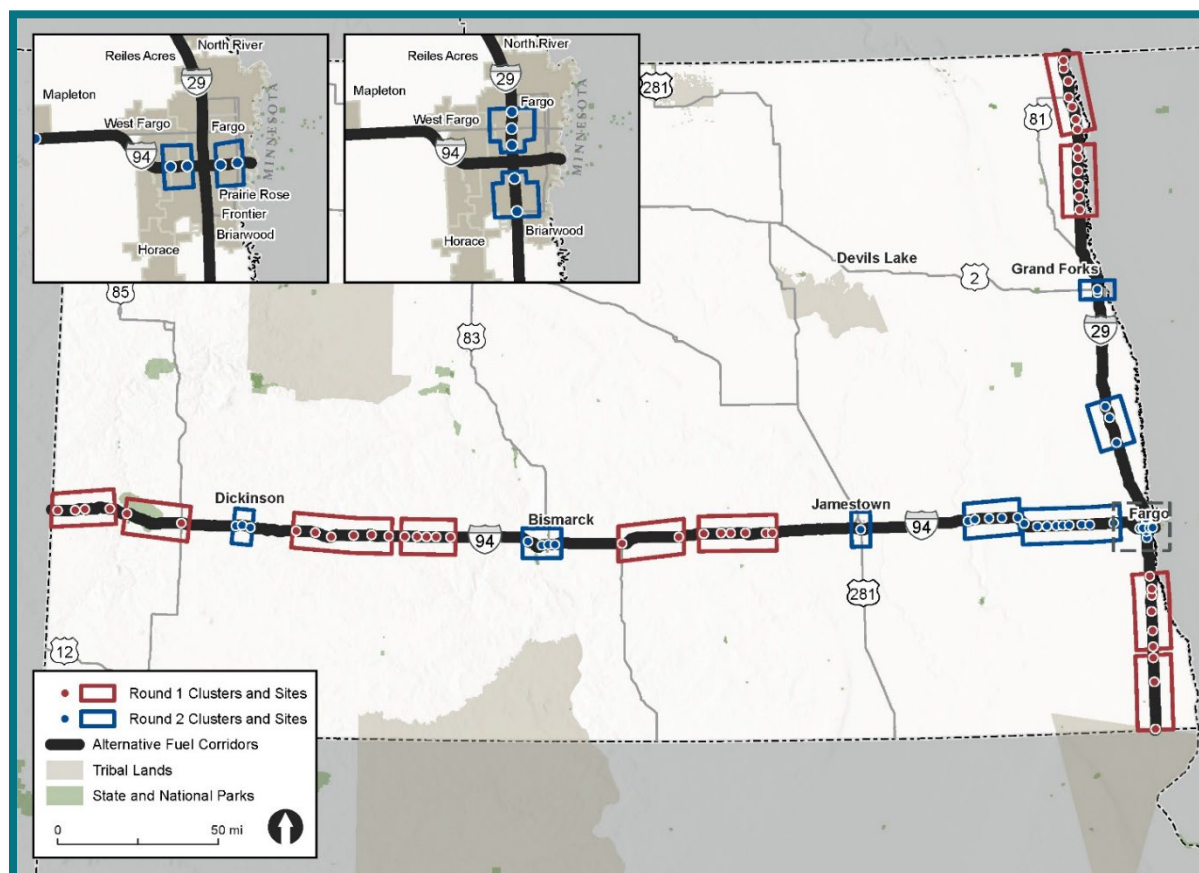 North River
Reiles Acres
29
Mapleton
West Fargo
Fargo
94
MINNESOTA
Prairie Rose
Frontier
Briarwood
Horace
North River
Reiles Acres
29
Mapleton
Fargo
West Fargo
94
MINNESOTA
Horace
Briarwood
281
81
85
83
Devils Lake
2
Grand Forks
29
Dickinson
Bismarck
Jamestown
Fargo
94
94
281
12
Round 1 Clusters and Sites
Round 2 Clusters and Sites
Alternative Fuel Corridors
Tribal Lands
State and National Parks
0 50 mi